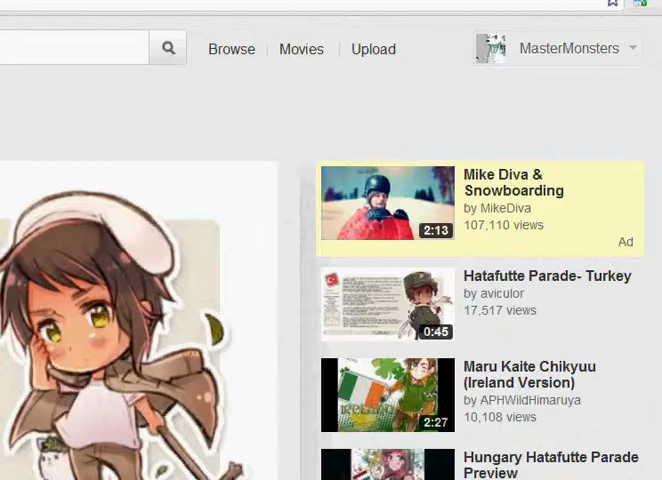 Browse
Movies
Upload
MasterMonsters
Mike Diva &
Snowboarding
by MikeDiva
107,110 views
Ad
2:13
Hatafutte Parade- Turkey
by aviculor
17,517 views
0:45
Maru Kaite Chikyuu
(Ireland Version)
by APHWildHimaruya
10,108 views
2:27
Hungary Hatafutte Parade
Preview